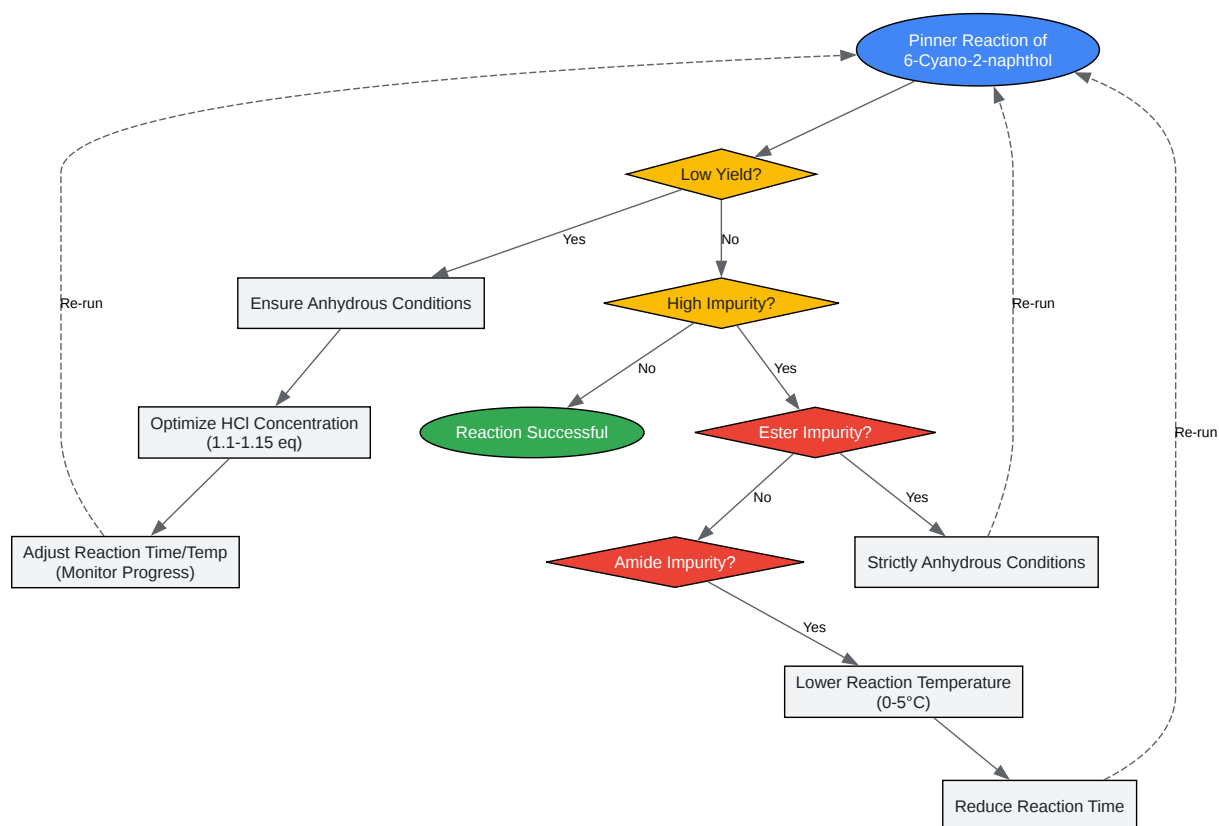 Pinner Reaction of
6-Cyano-2-naphthol
Low Yield?
Yes
No
Ensure Anhydrous Conditions
High Impurity?
Re-run
Re-run
No
Yes
Optimize HCl Concentration
(1.1-1.15 eq)
Reaction Successful
Ester Impurity?
Re-run
No
Yes
Adjust Reaction Time/Temp
(Monitor Progress)
Amide Impurity?
Strictly Anhydrous Conditions
Yes
Lower Reaction Temperature
(0-5°C)
Reduce Reaction Time